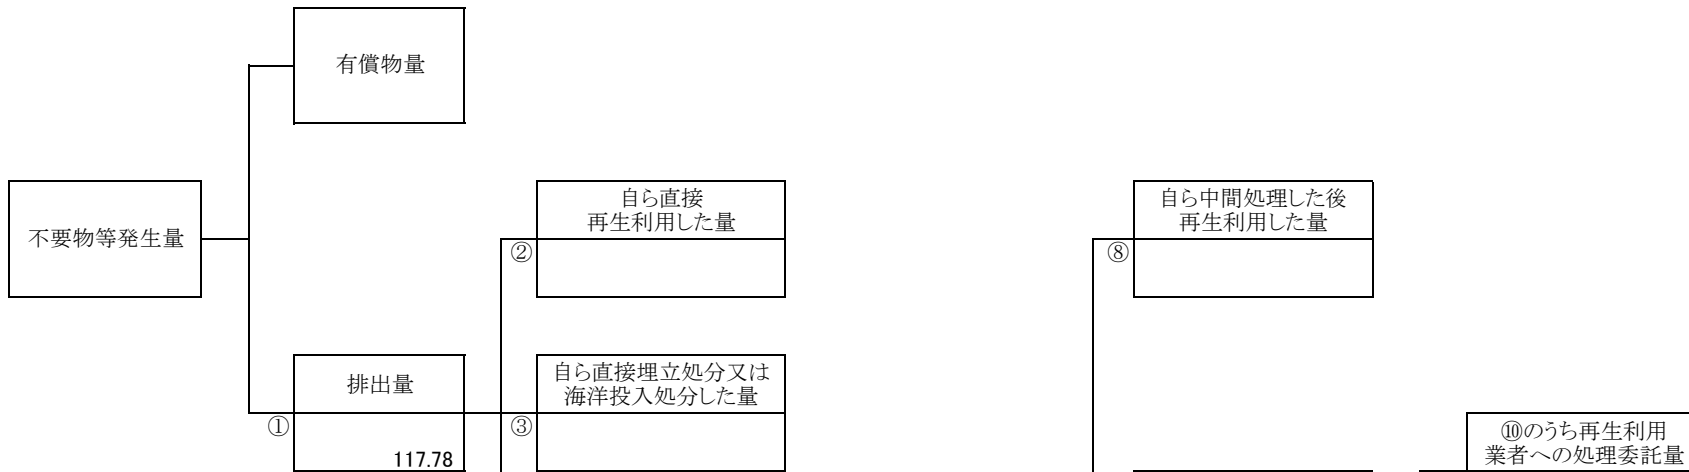 有償物量
不要物等発生量
自ら直接
再生利用した量
②
自ら中間処理した後
再生利用した量
⑧
排出量
①
117.78
自ら直接埋立処分又は
海洋投入処分した量
③
⑩のうち再生利用
業者への処理委託量